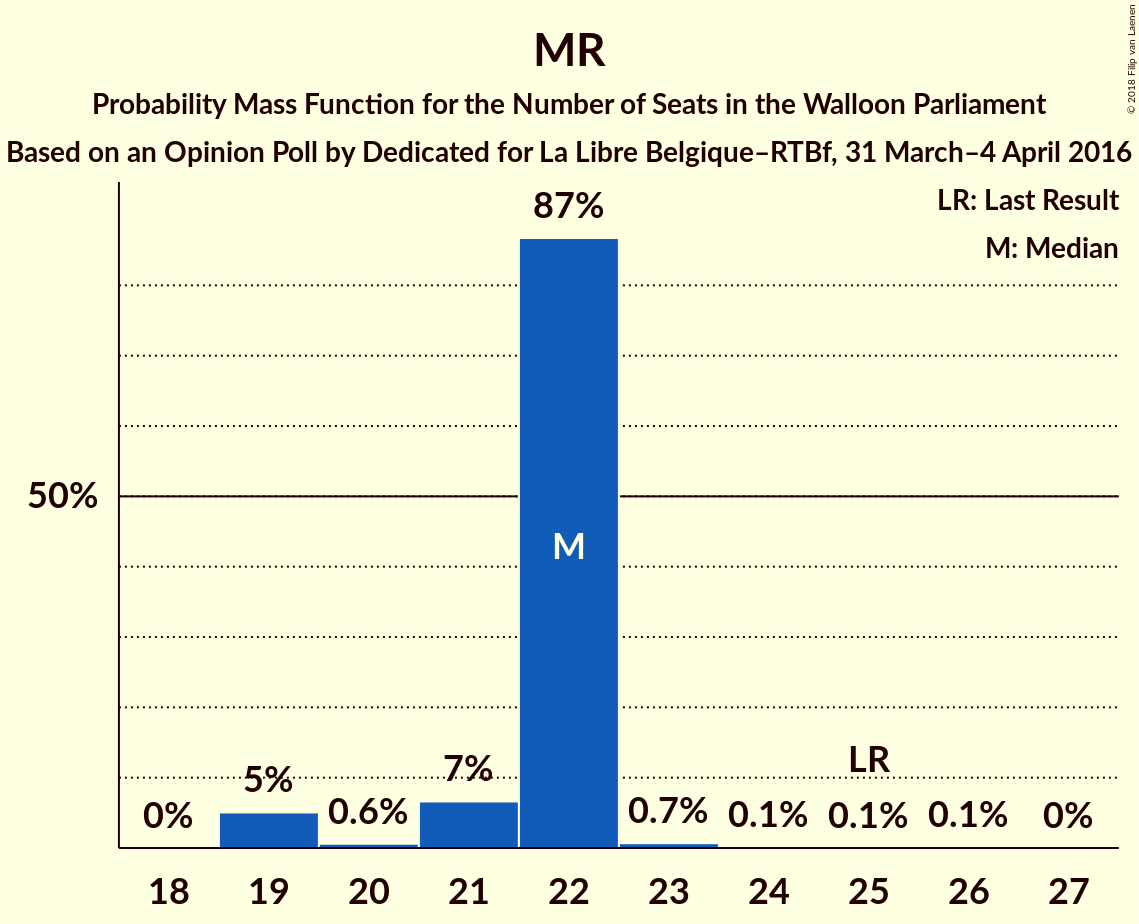 MR
Probability Mass Function for the Number of Seats in the Walloon Parliament
Based on an Opinion Poll by Dedicated for La Libre Belgique–RTBf, 31 March–4 April 2016
© 2018 Filip van Laenen
LR: Last Result
M: Median
87%
50%
M
LR
0% 5% 0.6% 7% 0.7% 0.1% 0.1% 0.1% 0%
18 19 20 21 22 23 24 25 26 27